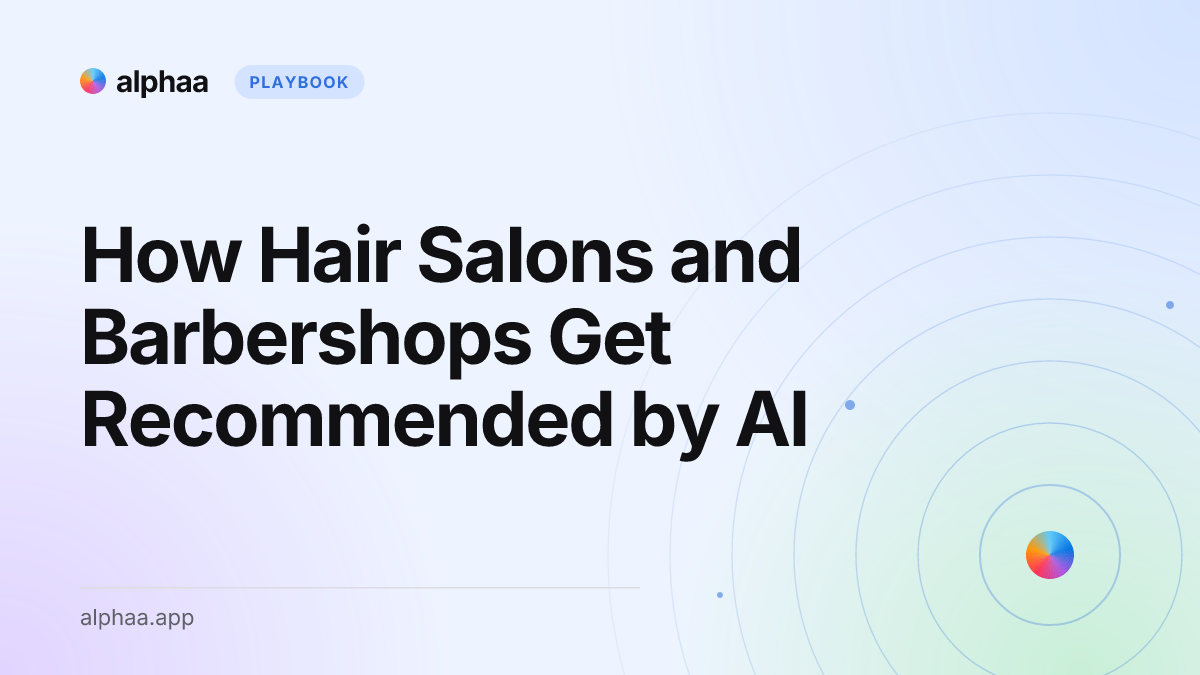 alphaa PLAYBOOK
How Hair Salons and
Barbershops Get
Recommended by AI
alphaa.app